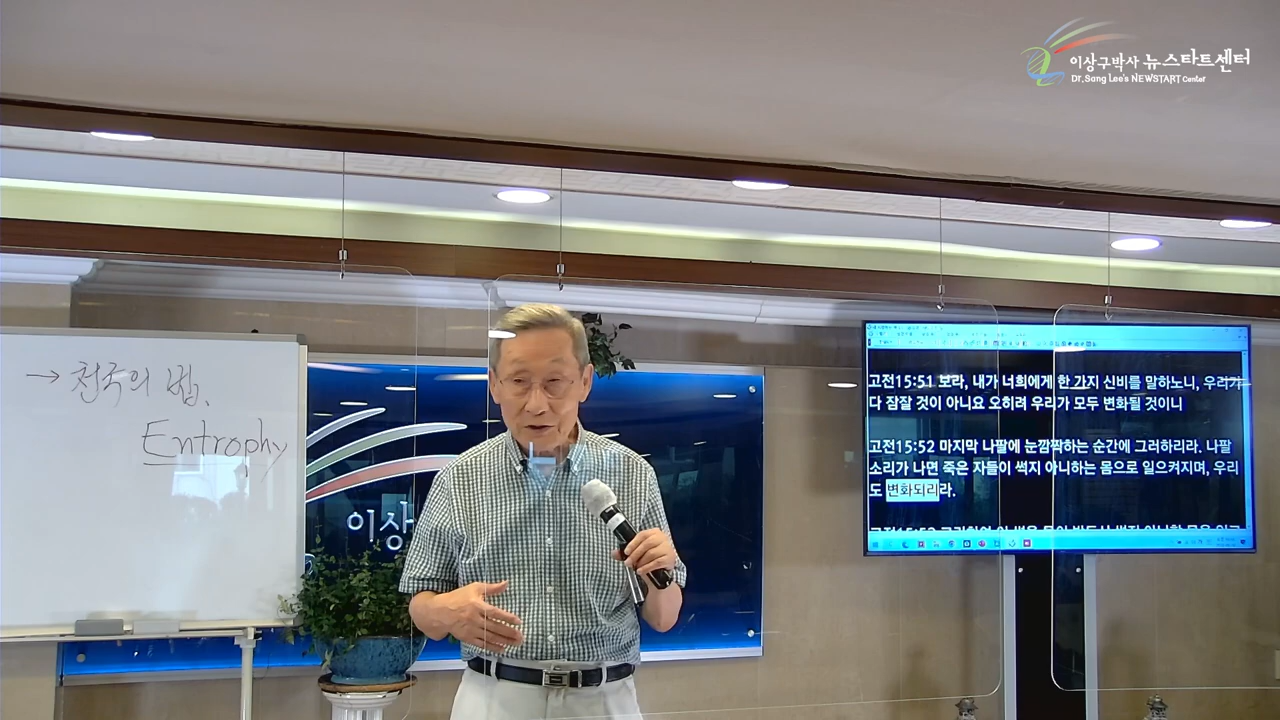 이상구박사 뉴스타트센터
Dr. Sang Lee's NEWSTART Center
→ 천국의 법.
Entrophy
이상
고전15:51 보라, 내가 너희에게 한 가지 신비를 말하노니, 우리가
다 잠잘 것이 아니요 오히려 우리가 모두 변화될 것이니
고전15:52 마지막 나팔에 눈깜짝하는 순간에 그러하리라. 나팔
소리가 나면 죽은 자들이 썩지 아니하는 몸으로 일으켜지며, 우리
도 변화되리라.